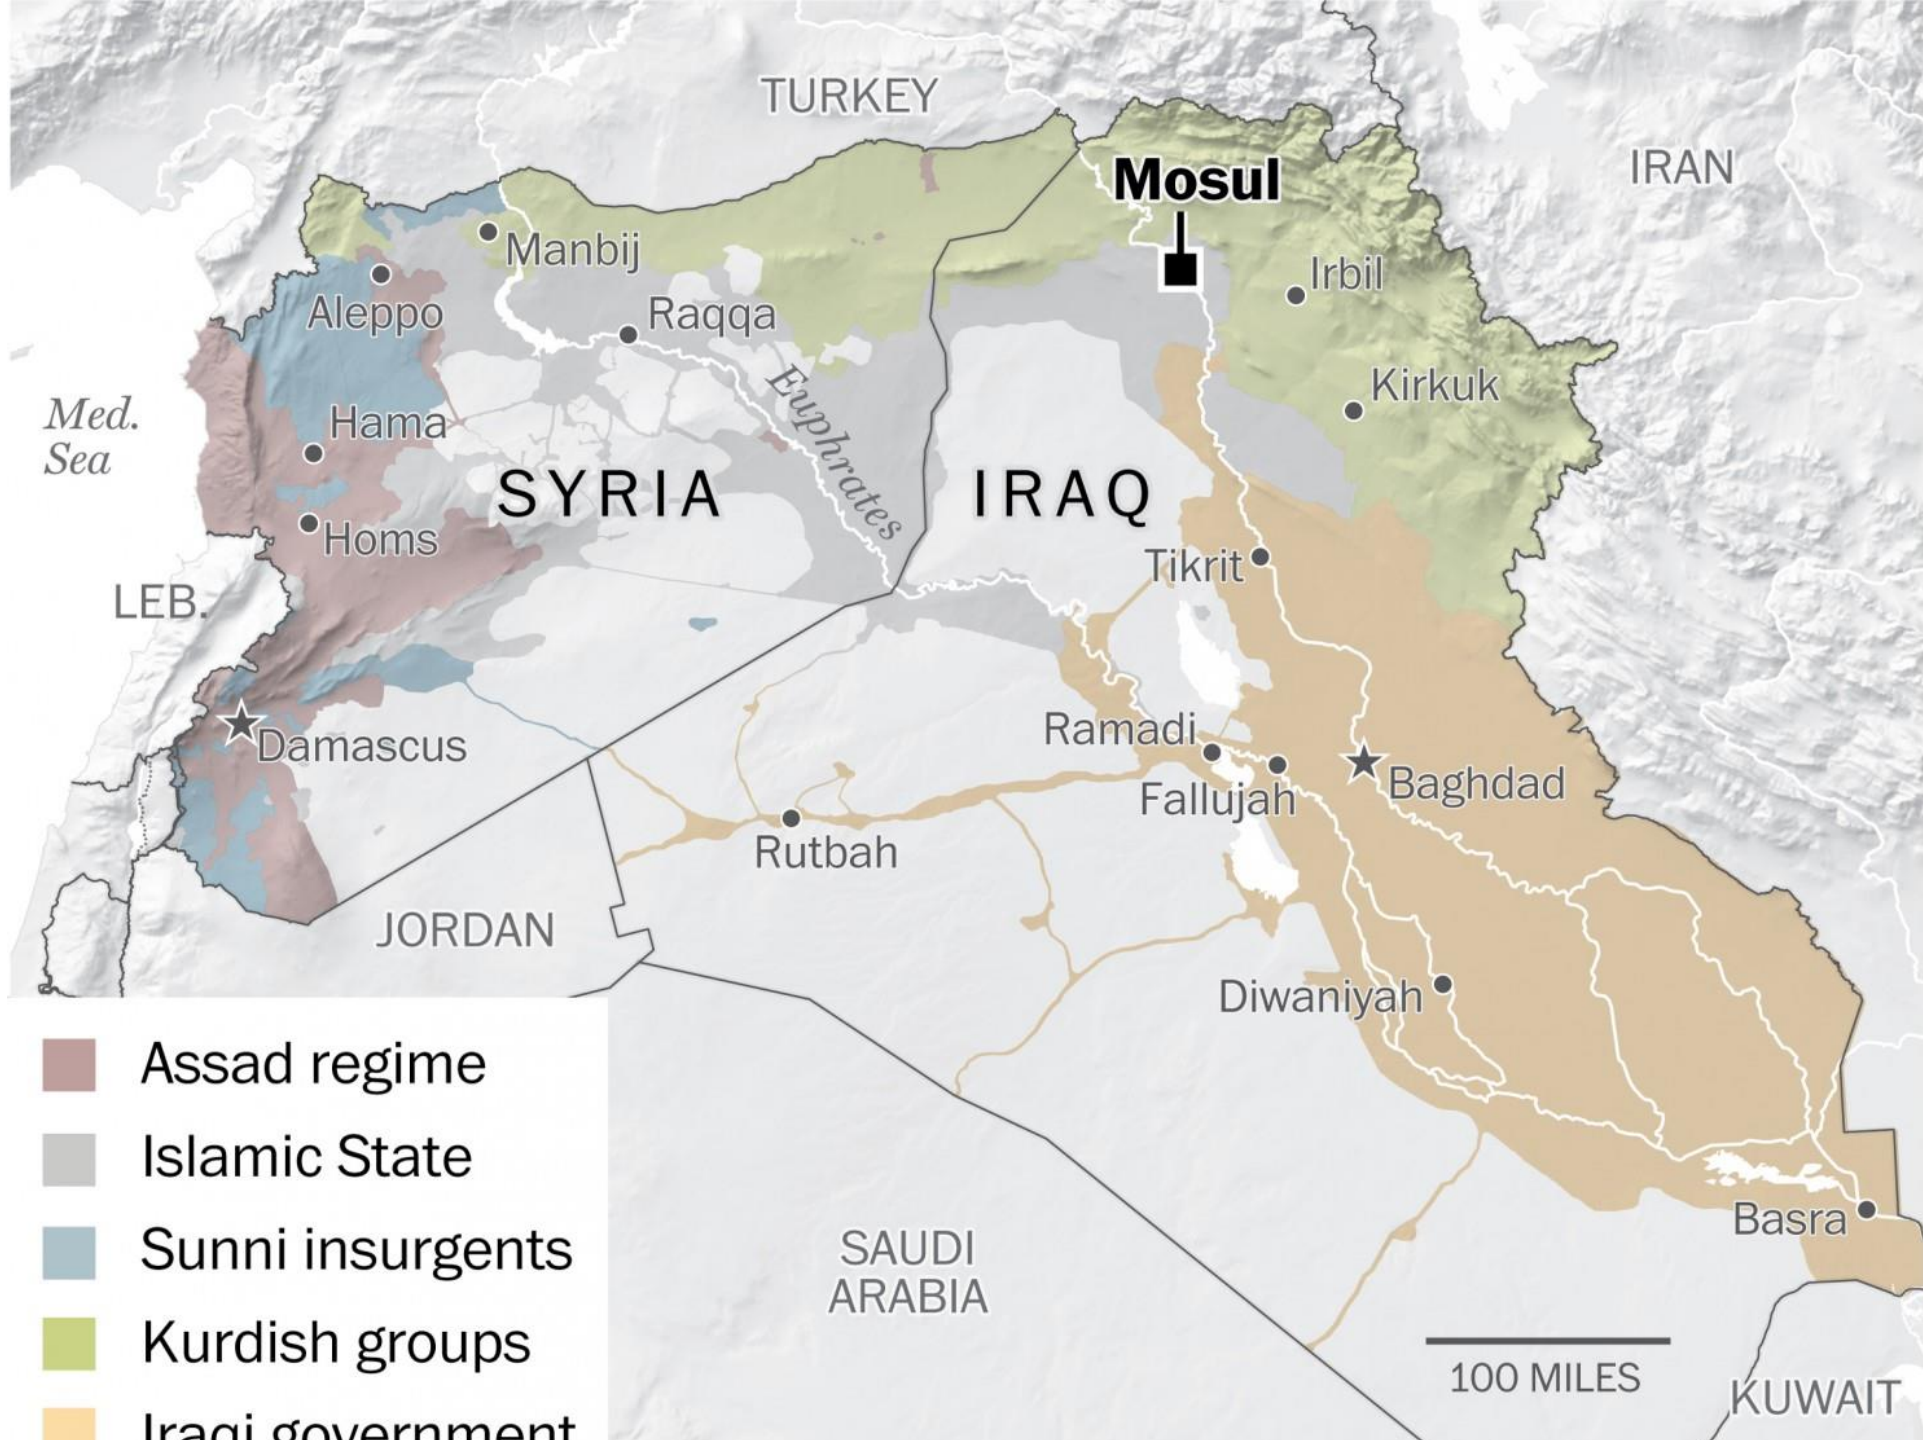 TURKEY
IRAN
Mosul
Manbij
Irbil
Aleppo
Raqqa
Kirkuk
Euphrates
Med.
Sea
Hama
SYRIA
IRAQ
Homs
Tikrit
LEB.
Ramadi
Damascus
Baghdad
Fallujah
Rutbah
JORDAN
Diwaniyah
Assad regime
Islamic State
Sunni insurgents
Kurdish groups
Iraqi government
Basra
SAUDI
ARABIA
100 MILES
KUWAIT